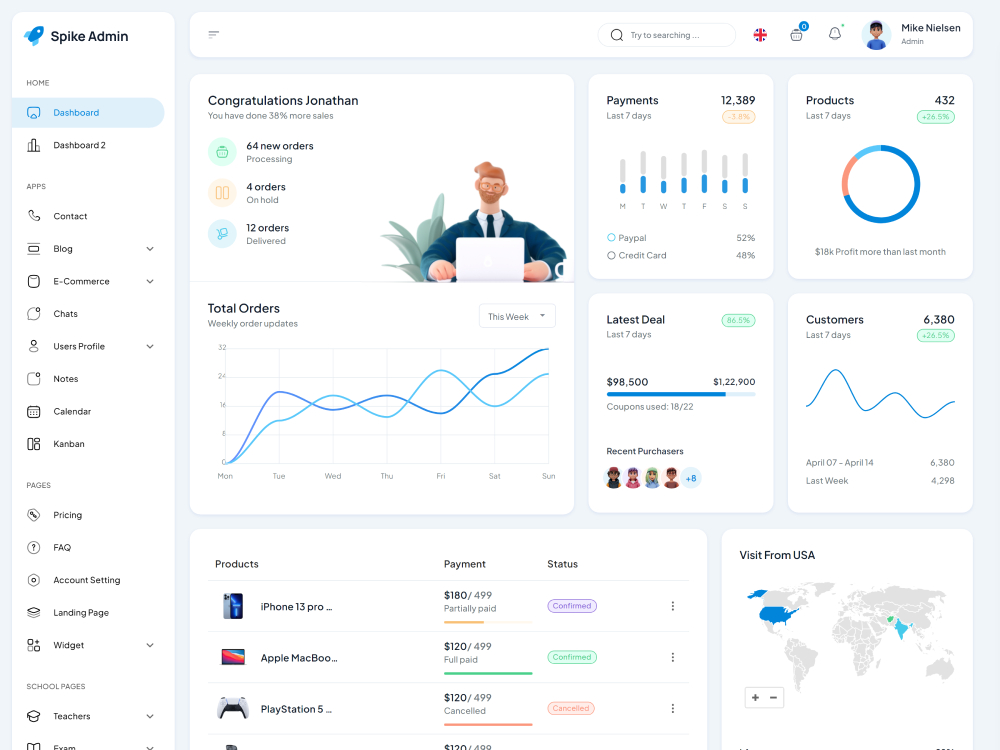 Spike Admin
HOME
Dashboard
Dashboard 2
APPS
Contact
Blog
E-Commerce
Chats
Users Profile
Notes
Calendar
Kanban
PAGES
Pricing
FAQ
Account Setting
Landing Page
Widget
SCHOOL PAGES
Teachers
Exam
Try to searching ...
0
Mike Nielsen
Admin
Congratulations Jonathan
You have done 38% more sales
64 new orders
Processing
4 orders
On hold
12 orders
Delivered
Total Orders
Weekly order updates
This Week
32
24
16
8
0
Mon Tue Wed Thu Fri Sat Sun
Payments 12,389
Last 7 days -3.8%
M T W T F S S
Paypal 52%
Credit Card 48%
Products 432
Last 7 days +26.5%
$18k Profit more than last month
Latest Deal 86.5%
Last 7 days
$98,500 $1,22,900
Coupons used: 18/22
Recent Purchasers
+8
Customers 6,380
Last 7 days +26.5%
April 07 - April 14 6,380
Last Week 4,298
Products Payment Status
iPhone 13 pro ... $180/ 499 Confirmed
Partially paid
Apple MacBoo... $120/ 499 Confirmed
Full paid
PlayStation 5 ... $120/ 499 Cancelled
Cancelled
$120/ 499
Visit From USA
+ −